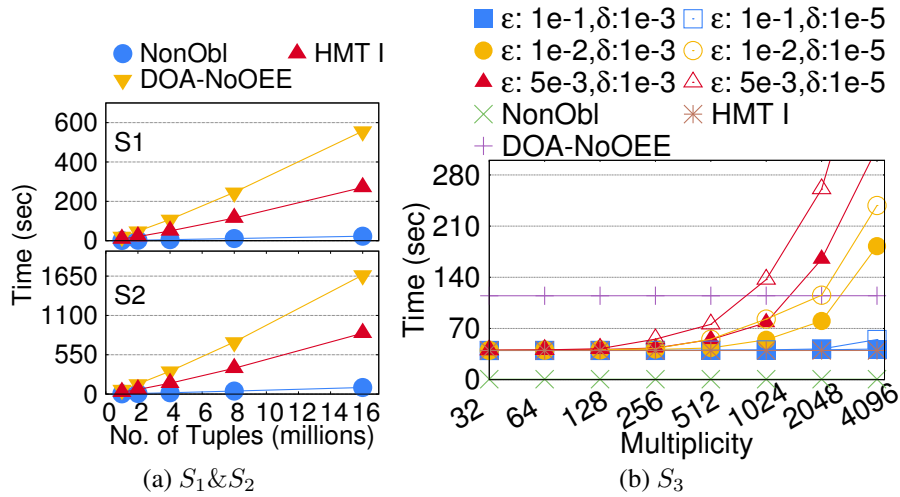 NonObl
HMT I
DOA-NoOEE
600
S1
400
200
0
1650
S2
1100
550
0
Time (sec)
0 2 4 6 8 10 12 14 16
No. of Tuples (millions)
(a) S1&S2
ε: 1e-1,δ:1e-3
ε: 1e-1,δ:1e-5
ε: 1e-2,δ:1e-3
ε: 1e-2,δ:1e-5
ε: 5e-3,δ:1e-3
ε: 5e-3,δ:1e-5
NonObl
HMT I
DOA-NoOEE
280
210
140
70
0
Time (sec)
32 64 128 256 512 1024 2048 4096
Multiplicity
(b) S3